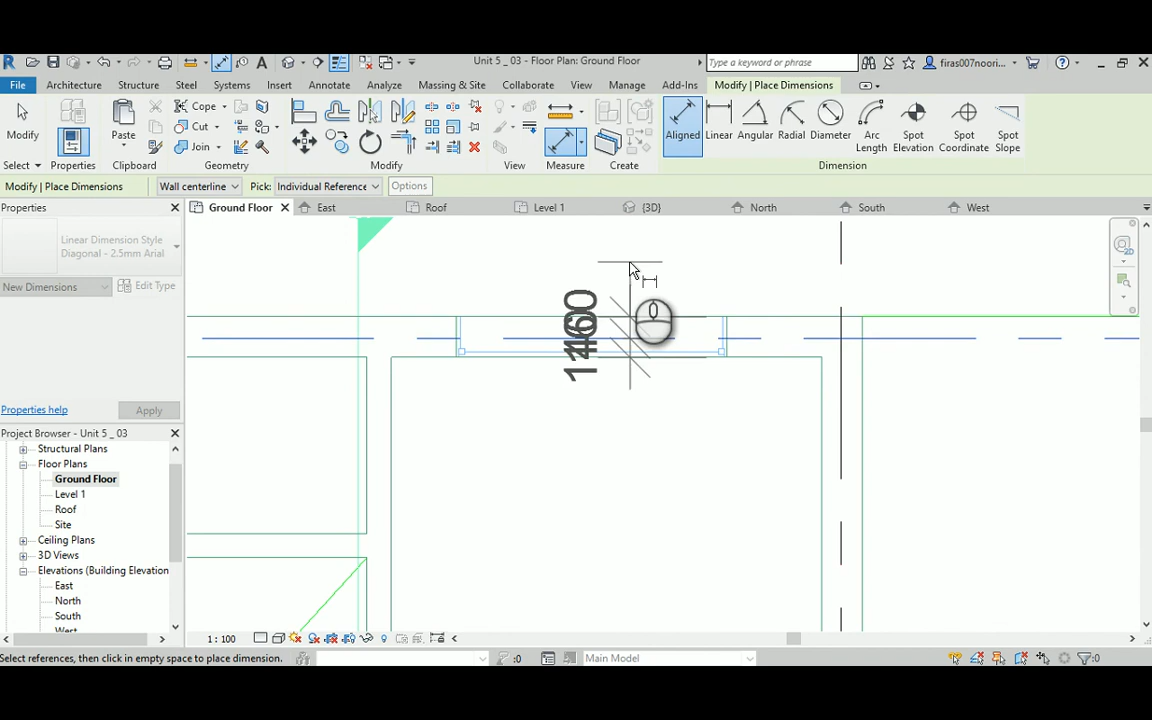 Unit 5 _ 03 - Floor Plan: Ground Floor
Type a keyword or phrase
firas007noori...
File Architecture Structure Steel Systems Insert Annotate Analyze Massing & Site Collaborate View Manage Add-Ins Modify | Place Dimensions
Modify
Paste
Cope
Cut
Join
Aligned Linear Angular Radial Diameter Arc Length Spot Elevation Spot Coordinate Spot Slope
Select Properties Clipboard Geometry Modify View Measure Create Dimension
Modify | Place Dimensions Wall centerline Pick: Individual Reference Options
Properties
Ground Floor East Roof Level 1 {3D} North South West
Linear Dimension Style
Diagonal - 2.5mm Arial
New Dimensions Edit Type
Properties help Apply
Project Browser - Unit 5 _ 03
Structural Plans
Floor Plans
Ground Floor
Level 1
Roof
Site
Ceiling Plans
3D Views
Elevations (Building Elevation
East
North
South
West
1 : 100
Select references, then click in empty space to place dimension.
:0
Main Model
:0